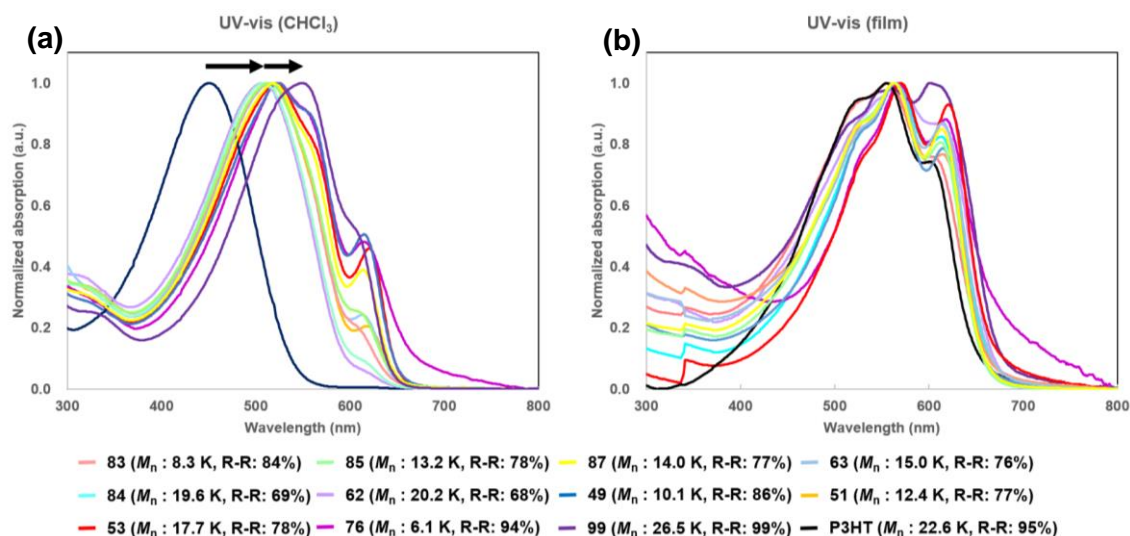 UV-vis (CHCl₃)
(a)
1.0
0.8
0.6
0.4
0.2
0.0
Normalized absorption (a.u.)
300 400 500 600 700 800
Wavelength (nm)
UV-vis (film)
(b)
1.0
0.8
0.6
0.4
0.2
0.0
Normalized absorption (a.u.)
300 400 500 600 700 800
Wavelength (nm)
83 (Mₙ : 8.3 K, R-R: 84%) 85 (Mₙ : 13.2 K, R-R: 78%) 87 (Mₙ : 14.0 K, R-R: 77%) 63 (Mₙ : 15.0 K, R-R: 76%)
84 (Mₙ : 19.6 K, R-R: 69%) 62 (Mₙ : 20.2 K, R-R: 68%) 49 (Mₙ : 10.1 K, R-R: 86%) 51 (Mₙ : 12.4 K, R-R: 77%)
53 (Mₙ : 17.7 K, R-R: 78%) 76 (Mₙ : 6.1 K, R-R: 94%) 99 (Mₙ : 26.5 K, R-R: 99%) P3HT (Mₙ : 22.6 K, R-R: 95%)